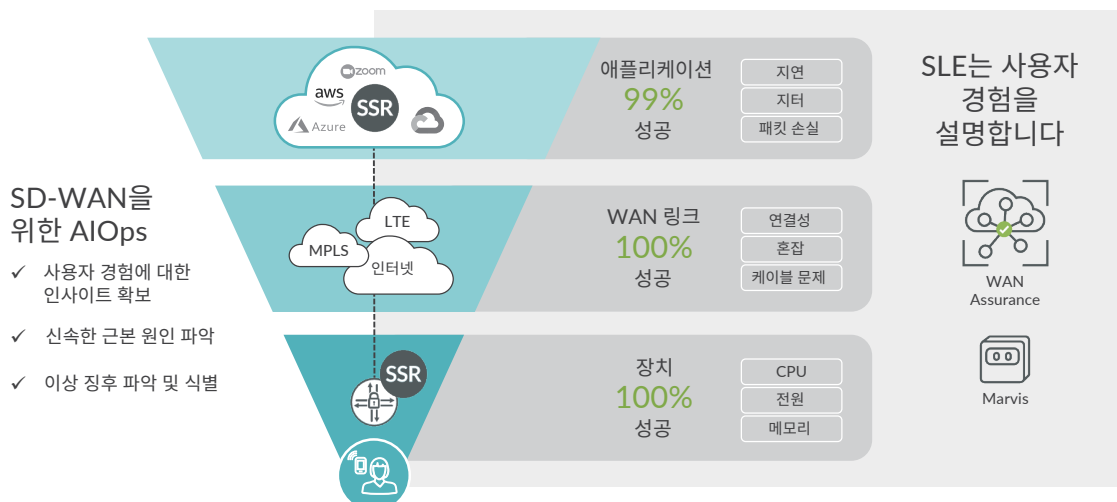 SD-WAN을
위한 AIOps
✓ 사용자 경험에 대한
인사이트 확보
✓ 신속한 근본 원인 파악
✓ 이상 징후 파악 및 식별
zoom
aws
SSR
Azure
LTE
MPLS
인터넷
SSR
애플리케이션
99%
성공
지연
지터
패킷 손실
WAN 링크
100%
성공
연결성
혼잡
케이블 문제
장치
100%
성공
CPU
전원
메모리
SLE는 사용자
경험을
설명합니다
WAN
Assurance
Marvis